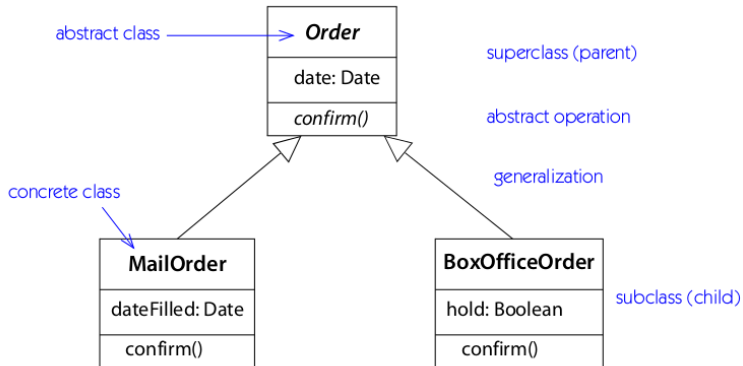 abstract class
Order
superclass (parent)
date: Date
confirm()
abstract operation
generalization
concrete class
MailOrder
BoxOfficeOrder
dateFilled: Date
hold: Boolean
subclass (child)
confirm()
confirm()